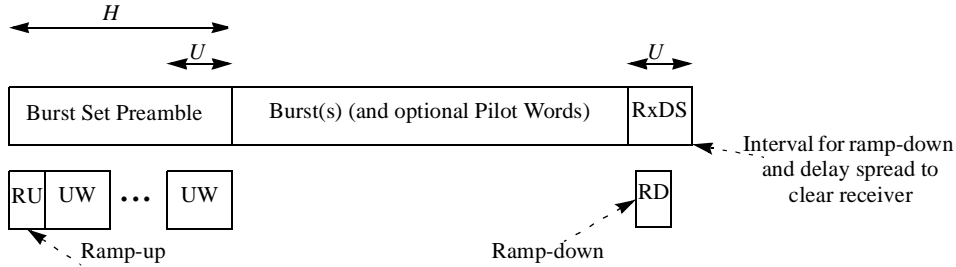 H
U
U
Burst Set Preamble
Burst(s) (and optional Pilot Words)
RxDS
Interval for ramp-down
and delay spread to
clear receiver
RU
UW
...
UW
RD
Ramp-up
Ramp-down